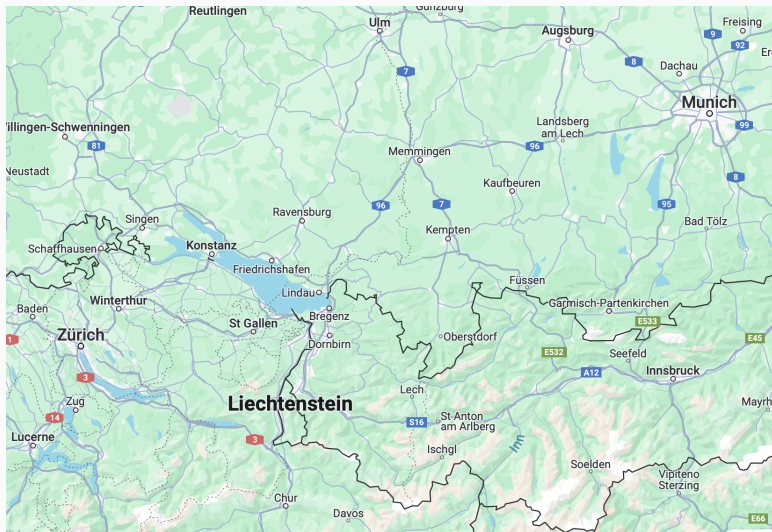 Reutlingen
Günzburg
Ulm
Augsburg
Freising
9
92
8
7
Dachau
Munich
99
Landsberg
am Lech
Villingen-Schwenningen
81
Memmingen
96
Neustadt
Kaufbeuren
8
96
7
95
Singen
Ravensburg
Kempten
Bad Tölz
Schaffhausen
Konstanz
Friedrichshafen
Füssen
Lindau
Garmisch-Partenkirchen
Baden
Winterthur
St Gallen
Bregenz
E533
1
Zürich
Dornbirn
Oberstdorf
E532
Seefeld
E45
3
A12
Innsbruck
Zug
Liechtenstein
Lech
14
S16
St Anton
am Arlberg
Lucerne
3
Ischgl
Inn
Soelden
Vipiteno
Sterzing
Chur
Davos
E66